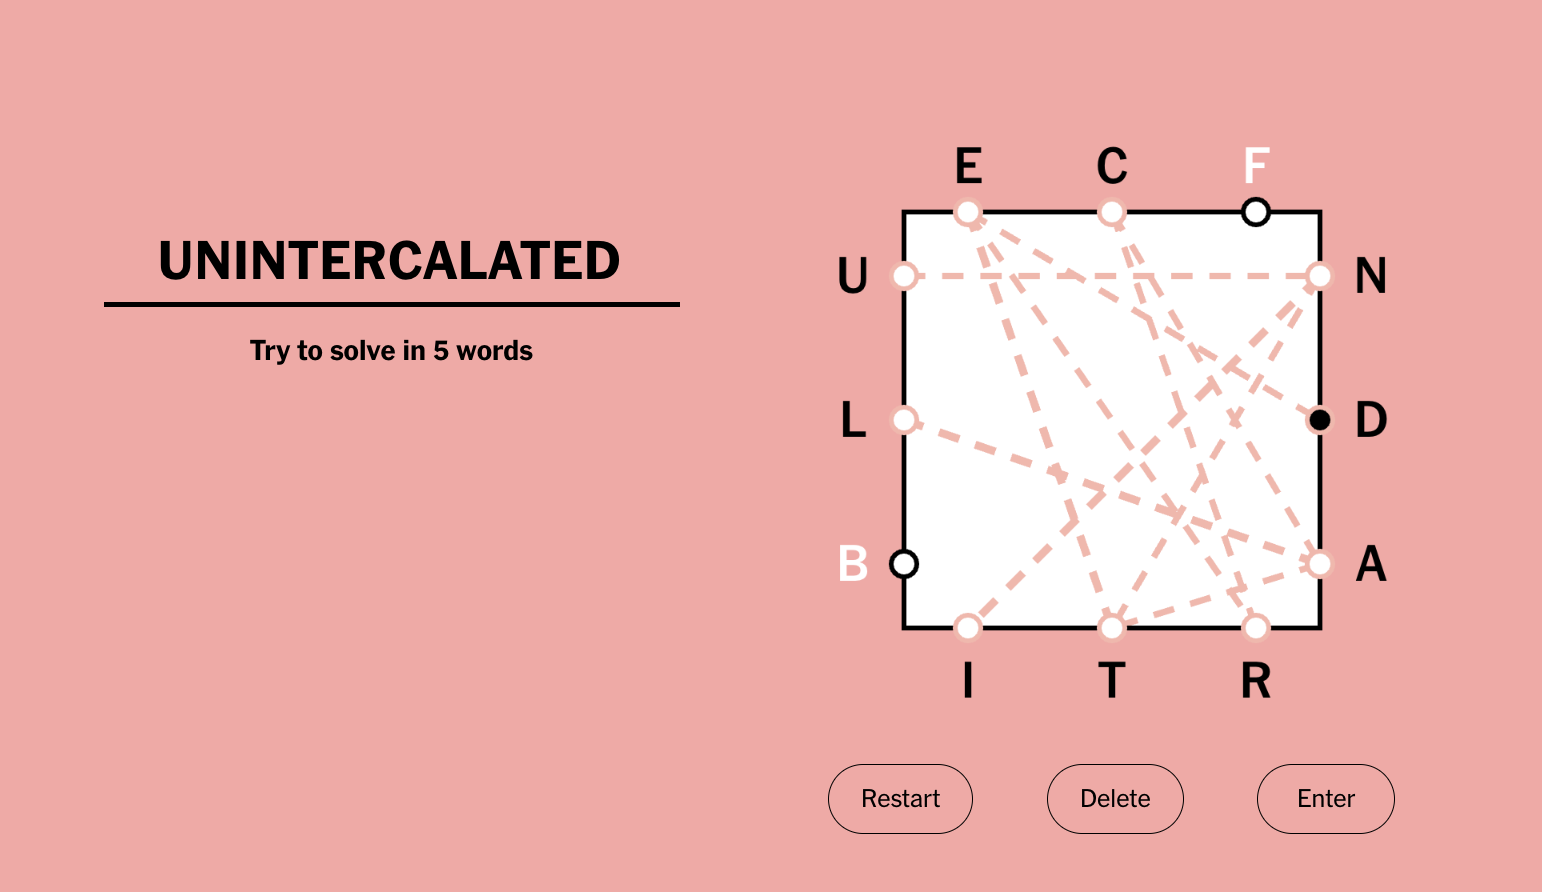 E C F
UNINTERCALATED
U N
Try to solve in 5 words
L D
B A
I T R
Restart Delete Enter